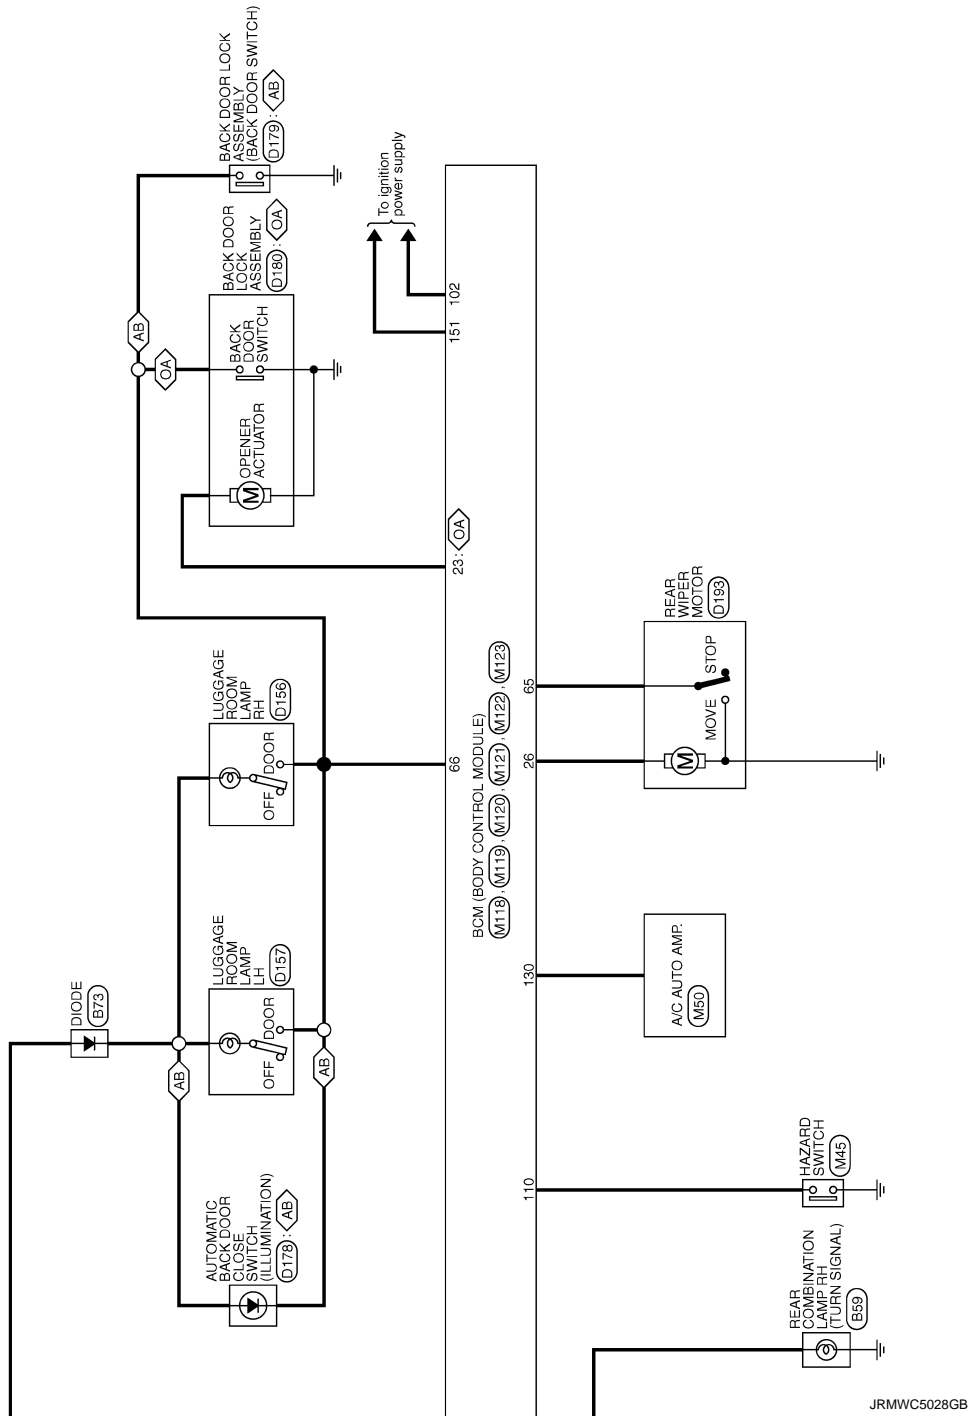 BACK DOOR LOCK
ASSEMBLY
(BACK DOOR SWITCH)
D179 : AB
BACK DOOR
LOCK
ASSEMBLY
D180 : OA
To ignition
power supply
AB
OA
BACK
DOOR
SWITCH
OPENER
ACTUATOR
M
102
151
23 : OA
LUGGAGE
ROOM
LAMP
RH
D156
OFF
DOOR
66
LUGGAGE
ROOM
LAMP
LH
D157
OFF
DOOR
DIODE
B73
AB
AB
AUTOMATIC
BACK DOOR
CLOSE
SWITCH
(ILLUMINATION)
D178 : AB
BCM (BODY CONTROL MODULE)
M118 , M119 , M120 , M121 , M122 , M123
65
26
130
110
REAR
WIPER
MOTOR
D193
STOP
MOVE
M
A/C AUTO AMP.
M50
HAZARD
SWITCH
M45
REAR
COMBINATION
LAMP RH
(TURN SIGNAL)
B59
JRMWC5028GB